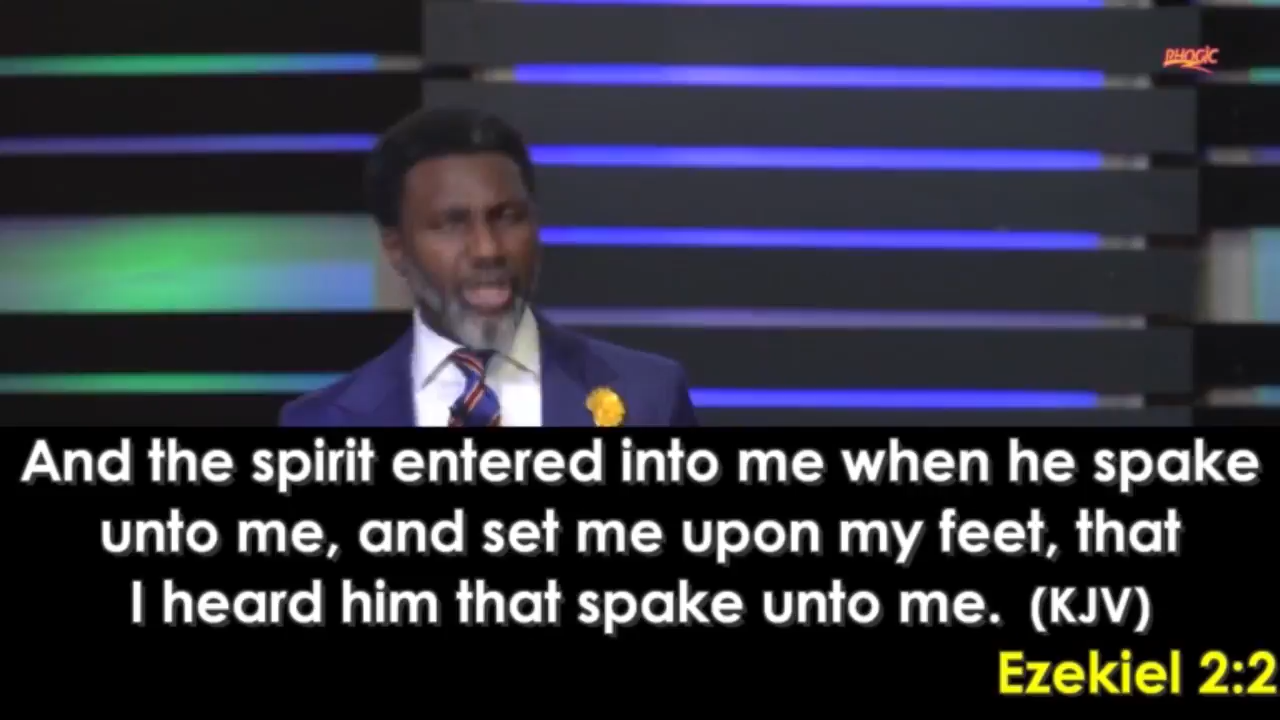 RHOGIC
And the spirit entered into me when he spake
unto me, and set me upon my feet, that
I heard him that spake unto me. (KJV)
Ezekiel 2:2